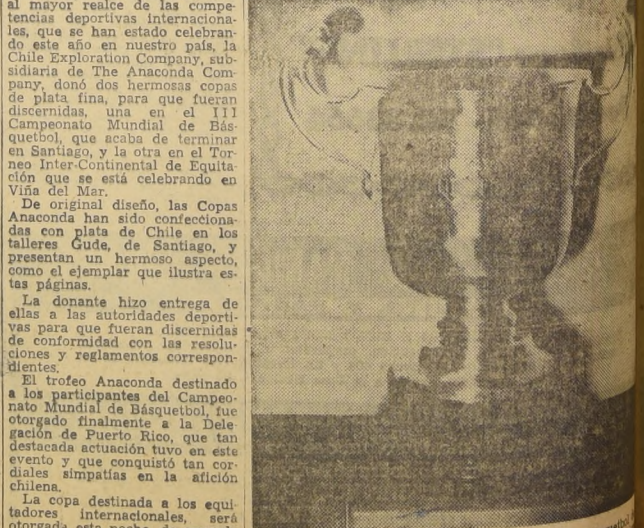 al mayor realce de las compe-
tencias deportivas internaciona-
les, que se han estado celebran-
do este año en nuestro país, la
Chile Exploration Company, sub-
sidiaria de The Anaconda Com-
pany, donó dos hermosas copas
de plata fina, para que fueran
discernidas, una en el III
Campeonato Mundial de Bás-
quetbol, que acaba de terminar
en Santiago, y la otra en el Tor-
neo Inter-Continental de Equita-
ción que se está celebrando en
Viña del Mar.
De original diseño, las Copas
Anaconda han sido confecciona-
das con plata de Chile en los
talleres Gude, de Santiago, y
presentan un hermoso aspecto,
como el ejemplar que ilustra es-
tas páginas.
La donante hizo entrega de
ellas a las autoridades deporti-
vas para que fueran discernidas
de conformidad con las resolu-
ciones y reglamentos correspon-
dientes.
El trofeo Anaconda destinado
a los participantes del Campeo-
nato Mundial de Básquetbol, fue
otorgado finalmente a la Dele-
gación de Puerto Rico, que tan
destacada actuación tuvo en este
evento y que conquistó tan cor-
diales simpatías en la afición
chilena.
La copa destinada a los equi-
tadores internacionales, será
otorgada esta noche